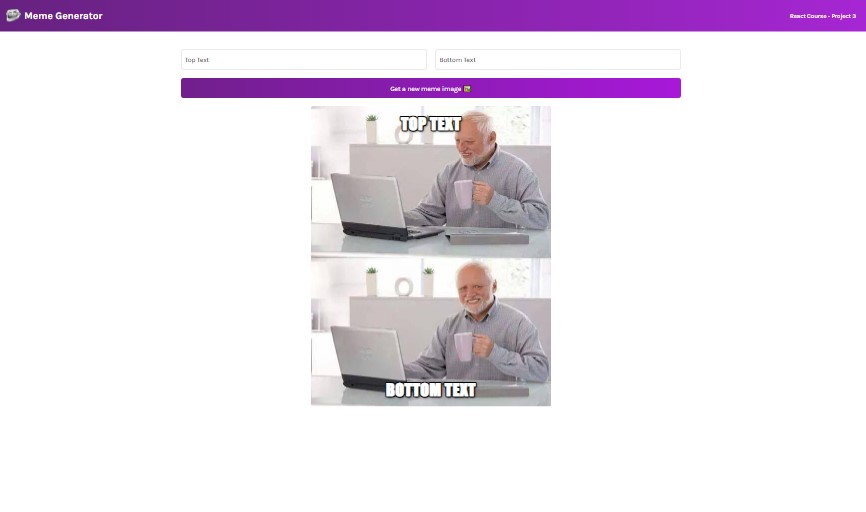 Meme Generator
React Course - Project 3
Top Text
Bottom Text
Get a new meme image
TOP TEXT
BOTTOM TEXT